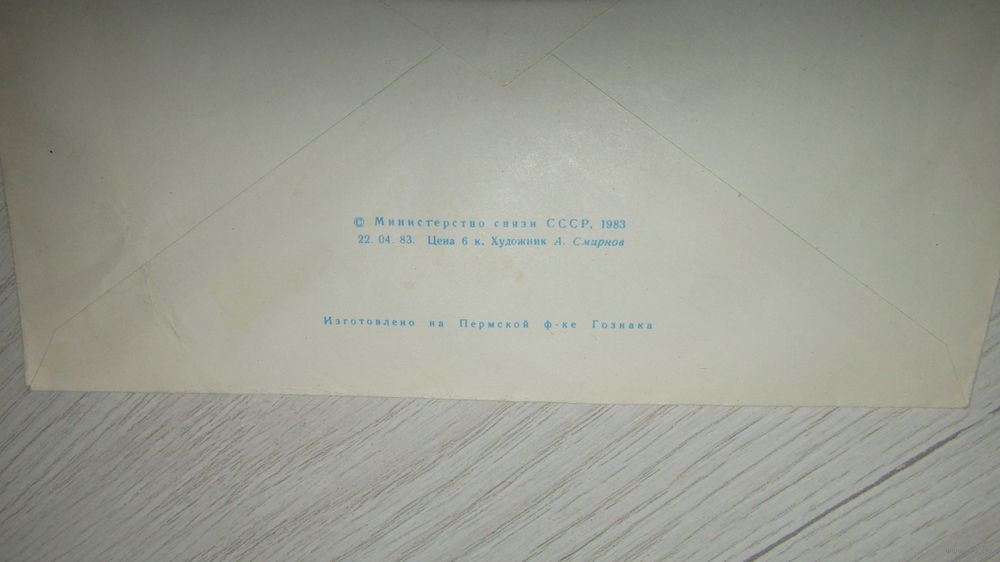 © Министерство связи СССР, 1983
22. 04. 83. Цена 6 к. Художник А. Смирнов
Изготовлено на Пермской ф-ке Гознака